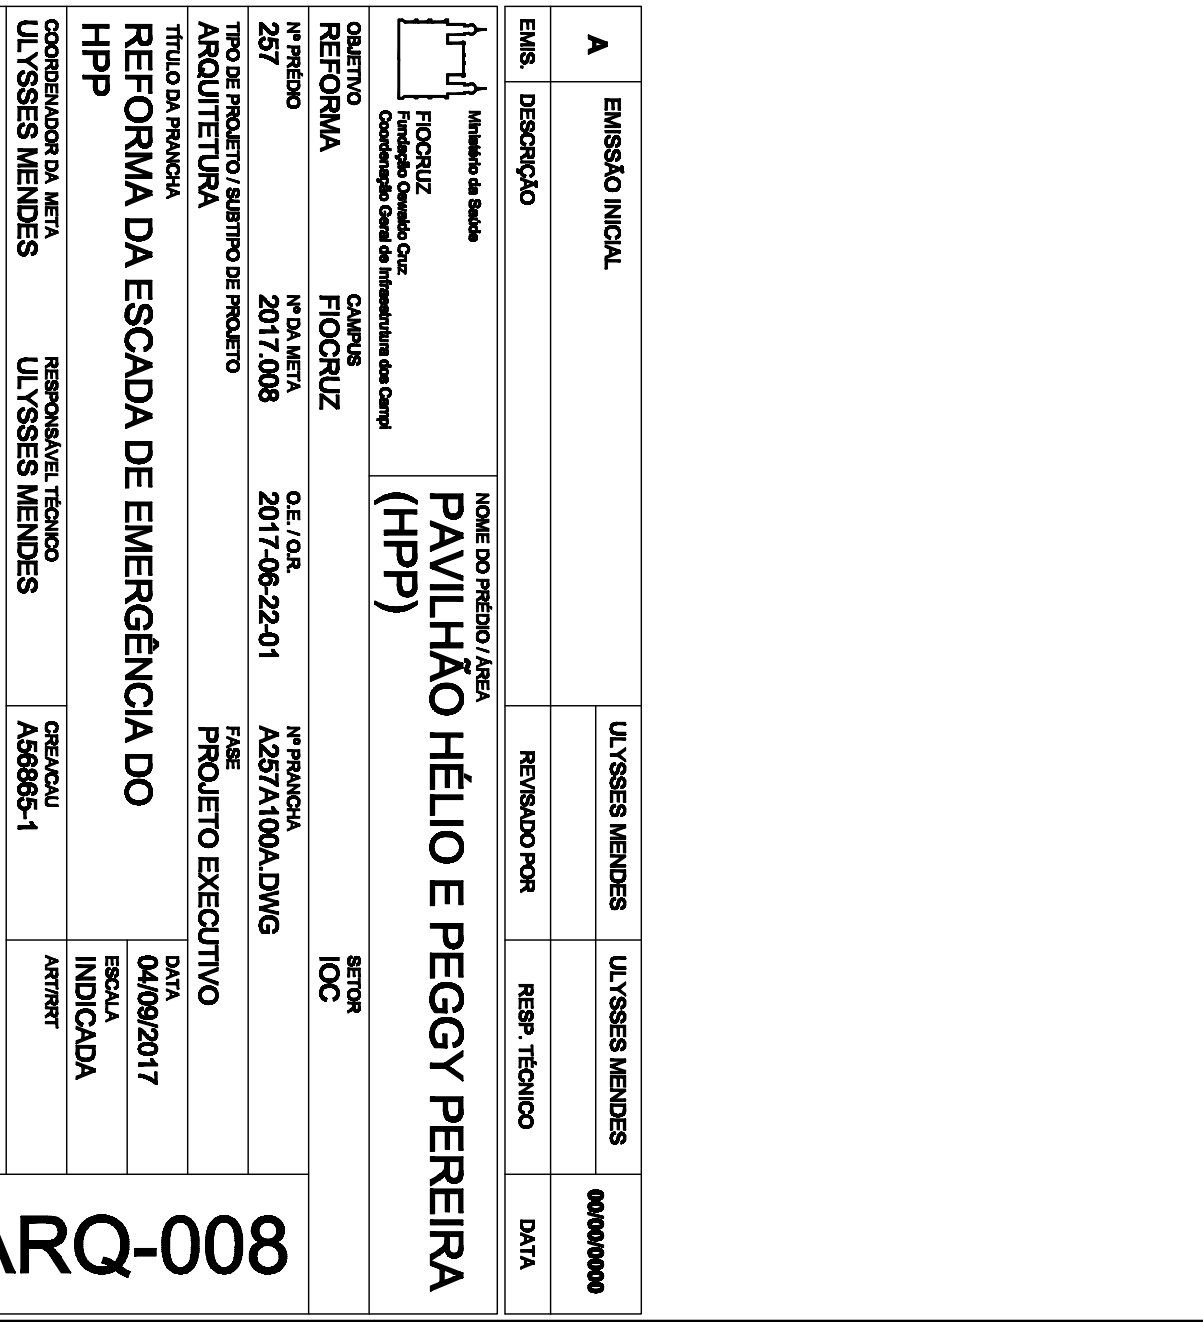 A
EMISSÃO INICIAL
ULYSSES MENDES
ULYSSES MENDES
00/00/0000
EMIS.
DESCRIÇÃO
REVISADO POR
RESP. TÉCNICO
DATA
Ministério da Saúde
FIOCRUZ
Fundação Oswaldo Cruz
Coordenação Geral de Infraestrutura dos Campi
NOME DO PRÉDIO / ÁREA
PAVILHÃO HÉLIO E PEGGY PEREIRA
(HPP)
OBJETIVO
REFORMA
CAMPUS
FIOCRUZ
SETOR
IOC
Nº PRÉDIO
257
Nº DA META
2017.008
O.E. / O.R.
2017-06-22-01
Nº PRANCHA
A257A100A.DWG
TIPO DE PROJETO / SUBTIPO DE PROJETO
ARQUITETURA
FASE
PROJETO EXECUTIVO
TÍTULO DA PRANCHA
REFORMA DA ESCADA DE EMERGÊNCIA DO
HPP
DATA
04/09/2017
ESCALA
INDICADA
COORDENADOR DA META
ULYSSES MENDES
RESPONSÁVEL TÉCNICO
ULYSSES MENDES
CREA/CAU
A56865-1
ART/RRT
ARQ-008